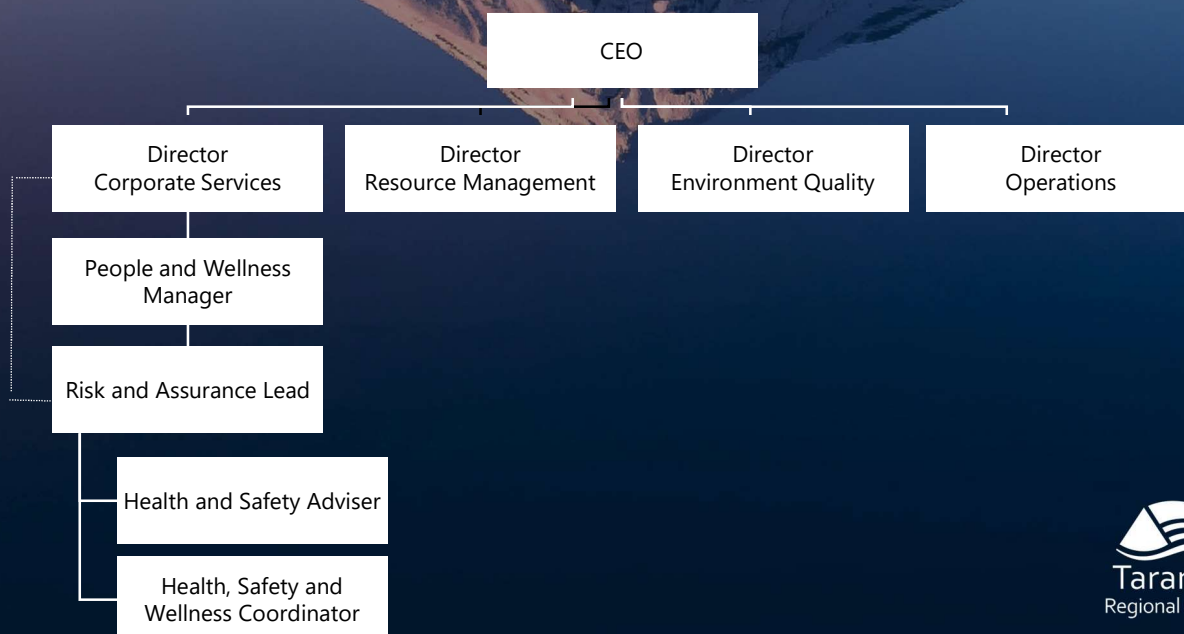 CEO
Director
Corporate Services
Director
Resource Management
Director
Environment Quality
Director
Operations
People and Wellness
Manager
Risk and Assurance Lead
Health and Safety Adviser
Health, Safety and
Wellness Coordinator
Regional